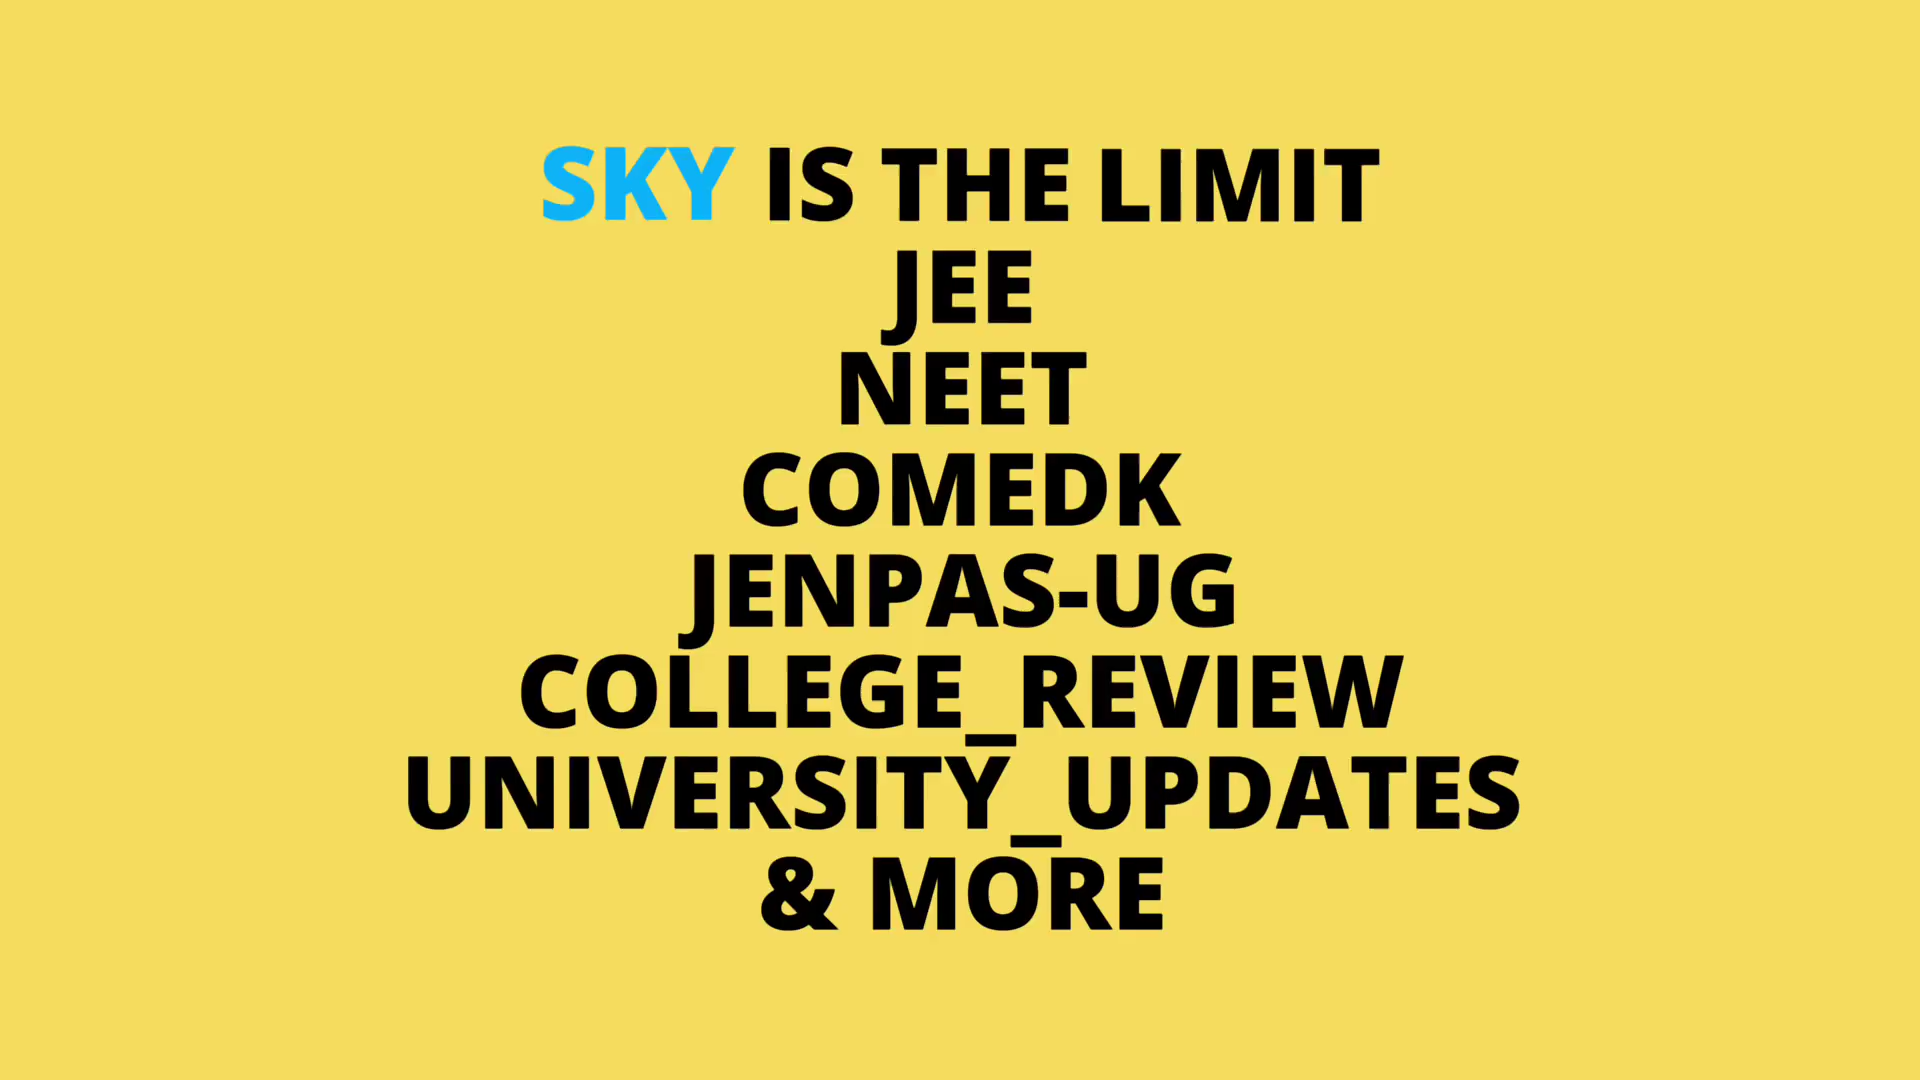 SKY IS THE LIMIT
JEE
NEET
COMEDK
JENPAS-UG
COLLEGE_REVIEW
UNIVERSITY_UPDATES
& MORE